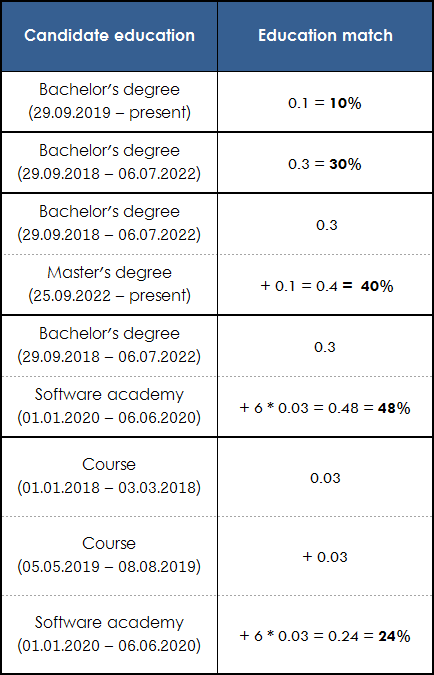 Candidate education
Education match
Bachelor's degree
(29.09.2019 – present)
0.1 = 10%
Bachelor's degree
(29.09.2018 – 06.07.2022)
0.3 = 30%
Bachelor's degree
(29.09.2018 – 06.07.2022)
0.3
Master's degree
(25.09.2022 – present)
+ 0.1 = 0.4 = 40%
Bachelor's degree
(29.09.2018 – 06.07.2022)
0.3
Software academy
(01.01.2020 – 06.06.2020)
+ 6 * 0.03 = 0.48 = 48%
Course
(01.01.2018 – 03.03.2018)
0.03
Course
(05.05.2019 – 08.08.2019)
+ 0.03
Software academy
(01.01.2020 – 06.06.2020)
+ 6 * 0.03 = 0.24 = 24%